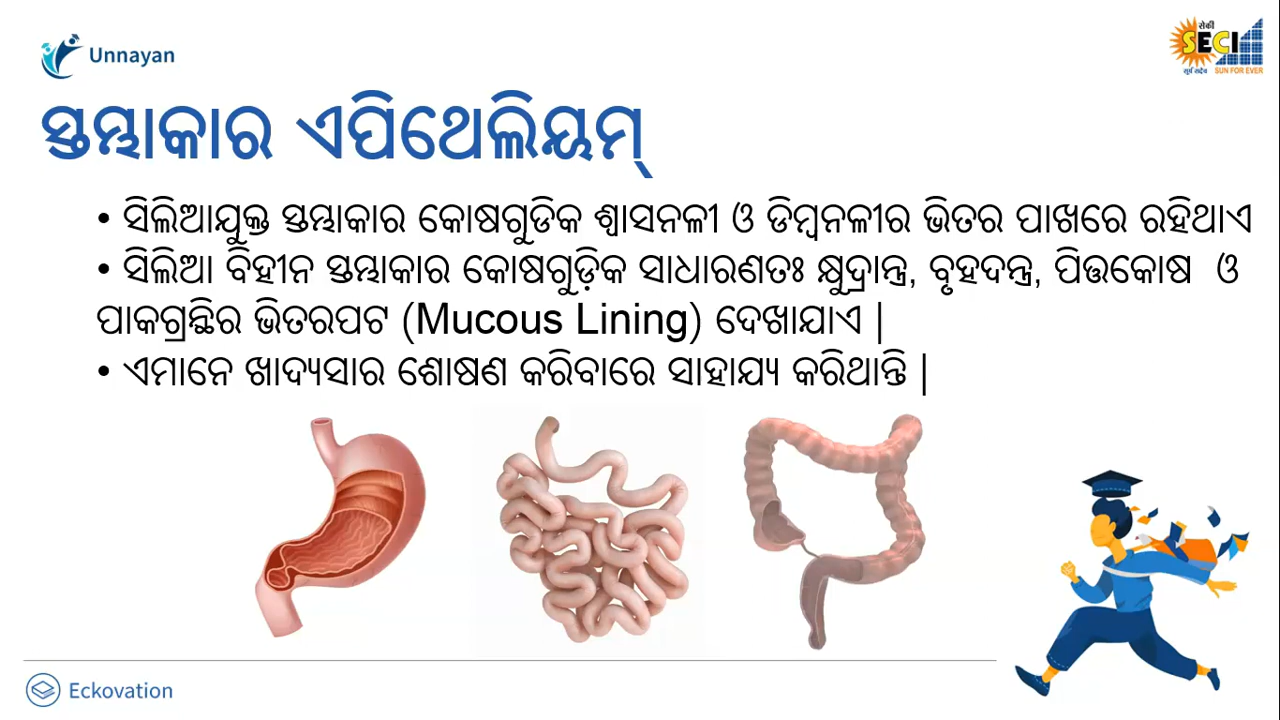 Unnayan
सेकी
SECI
सूर्य सदैव SUN FOR EVER
ସ୍ତମ୍ଭାକାର ଏପିଥେଲିୟମ୍
• ସିଲିଆଯୁକ୍ତ ସ୍ତମ୍ଭାକାର କୋଷଗୁଡିକ ଶ୍ୱାସନଳୀ ଓ ଡିମ୍ବନଳୀର ଭିତର ପାଖରେ ରହିଥାଏ
• ସିଲିଆ ବିହୀନ ସ୍ତମ୍ଭାକାର କୋଷଗୁଡ଼ିକ ସାଧାରଣତଃ କ୍ଷୁଦ୍ରାନ୍ତ୍ର, ବୃହଦନ୍ତ୍ର, ପିତ୍ତକୋଷ ଓ
ପାକଗ୍ରନ୍ଥିର ଭିତରପଟ (Mucous Lining) ଦେଖାଯାଏ |
• ଏମାନେ ଖାଦ୍ୟସାର ଶୋଷଣ କରିବାରେ ସାହାଯ୍ୟ କରିଥାନ୍ତି |
Eckovation